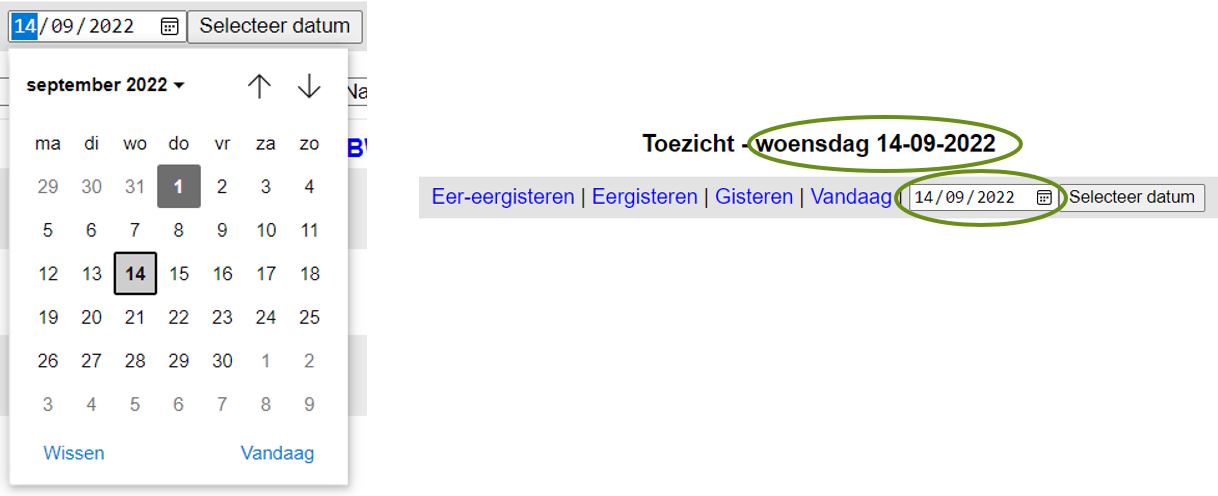 14/09/2022 Selecteer datum
september 2022
ma di wo do vr za zo
29 30 31 1 2 3 4
5 6 7 8 9 10 11
12 13 14 15 16 17 18
19 20 21 22 23 24 25
26 27 28 29 30 1 2
3 4 5 6 7 8 9
Wissen Vandaag
Toezicht - woensdag 14-09-2022
Eer-eergisteren | Eergisteren | Gisteren | Vandaag | 14/09/2022 Selecteer datum